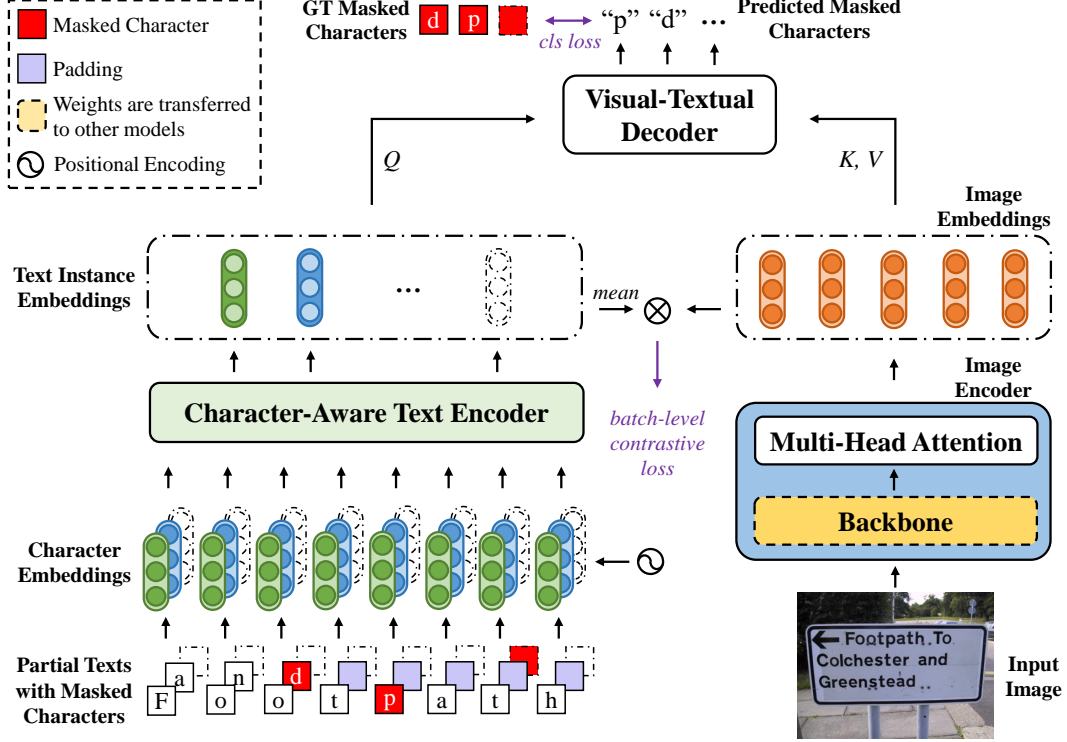 GT Masked
Characters
d p
cls loss
“p” “d” ...
Predicted Masked
Characters
Masked Character
Padding
Weights are transferred
to other models
Positional Encoding
Visual-Textual
Decoder
Q
K, V
Image
Embeddings
Text Instance
Embeddings
...
mean
Image
Encoder
Character-Aware Text Encoder
batch-level
contrastive
loss
Multi-Head Attention
Backbone
Character
Embeddings
Partial Texts
with Masked
Characters
a n d
F o o t p a t h
Footpath To
Colchester and
Greenstead
Input
Image